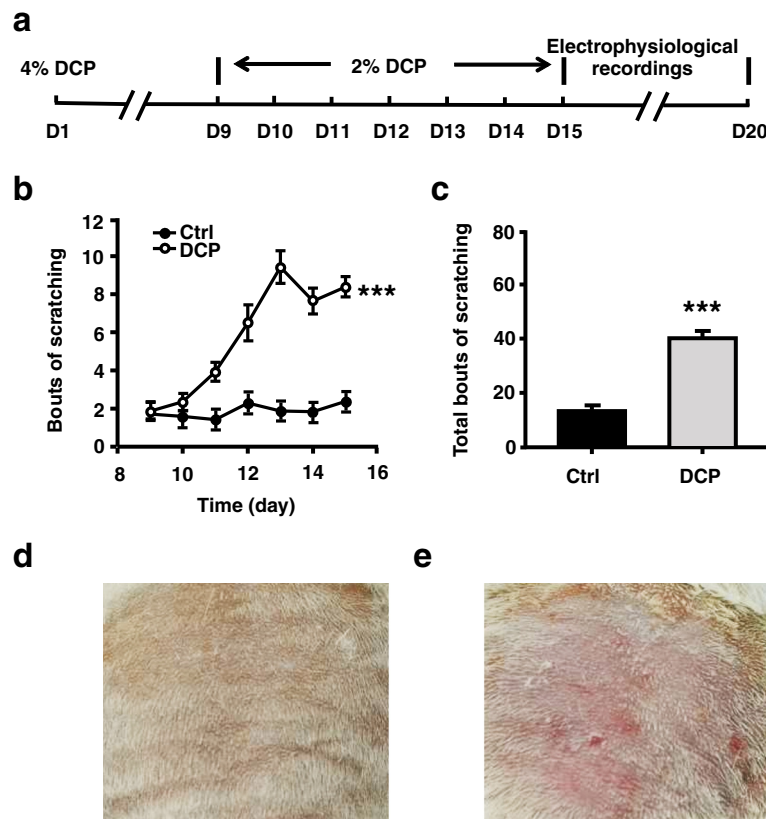 a
4% DCP
2% DCP
Electrophysiological
recordings
D1
D9
D10
D11
D12
D13
D14
D15
D20
b
Bouts of scratching
12
10
8
6
4
2
0
Ctrl
DCP
***
8
10
12
14
16
Time (day)
c
Total bouts of scratching
80
60
40
20
0
***
Ctrl
DCP
d
e